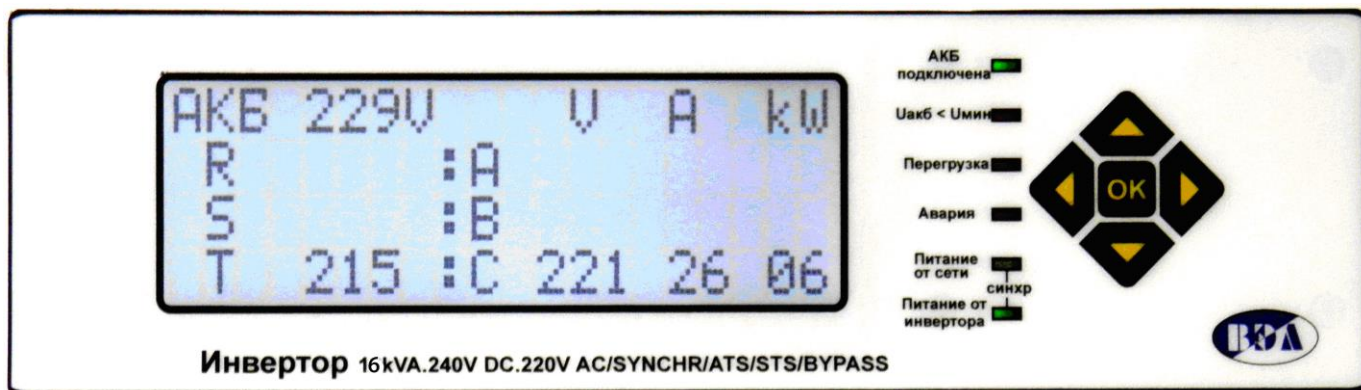 АКБ 229V V A kW
R :A
S :B
T 215 :C 221 26 06
АКБ
подключена
Uакб < Uмин
Перегрузка
Авария
Питание
от сети
синхр
Питание от
инвертора
OK
ВЭЛ
Инвертор 16kVA.240V DC.220V AC/SYNCHR/ATS/STS/BYPASS